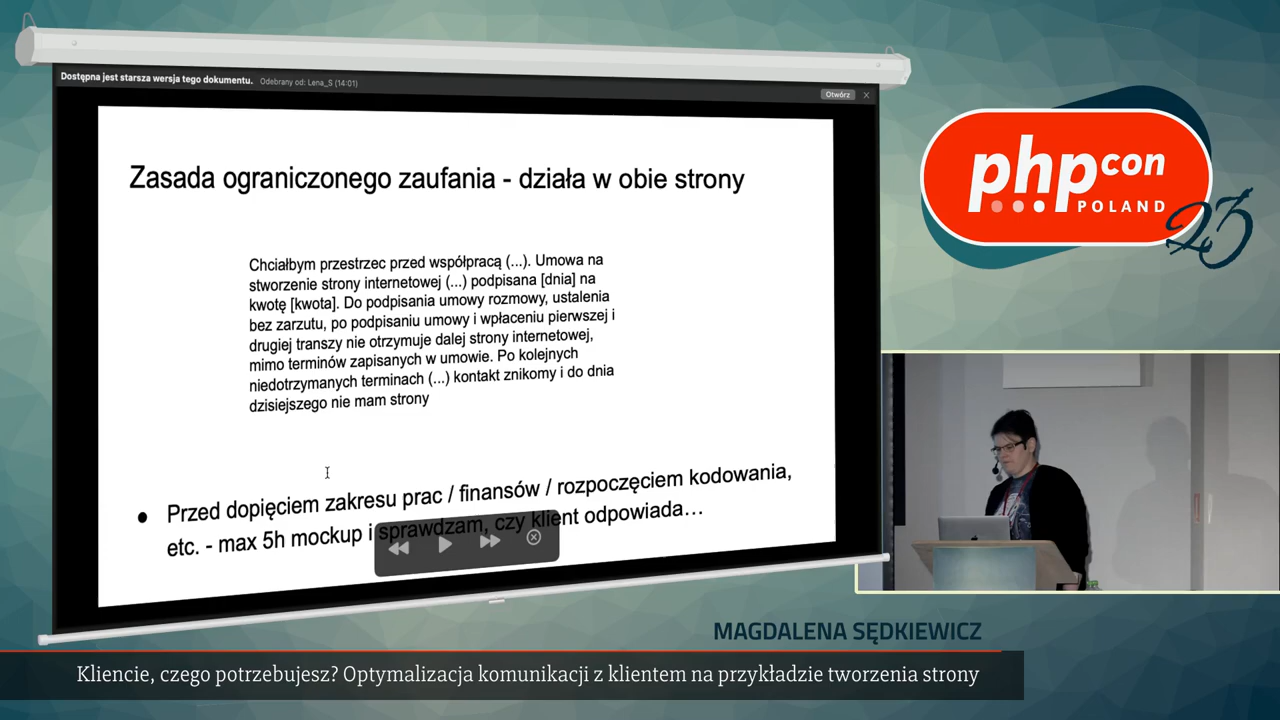 Dostępna jest starsza wersja tego dokumentu. Odebrany od: Lena_S (14:01)
Otwórz
Zasada ograniczonego zaufania - działa w obie strony
Chciałbym przestrzec przed współpracą (...). Umowa na
stworzenie strony internetowej (...) podpisana [dnia] na
kwotę [kwota]. Do podpisania umowy rozmowy, ustalenia
bez zarzutu, po podpisaniu umowy i wpłaceniu pierwszej i
drugiej transzy nie otrzymuje dalej strony internetowej,
mimo terminów zapisanych w umowie. Po kolejnych
niedotrzymanych terminach (...) kontakt znikomy i do dnia
dzisiejszego nie mam strony
● Przed dopięciem zakresu prac / finansów / rozpoczęciem kodowania,
etc. - max 5h mockup i sprawdzam, czy klient odpowiada…
php con
POLAND
23
MAGDALENA SĘDKIEWICZ
Kliencie, czego potrzebujesz? Optymalizacja komunikacji z klientem na przykładzie tworzenia strony